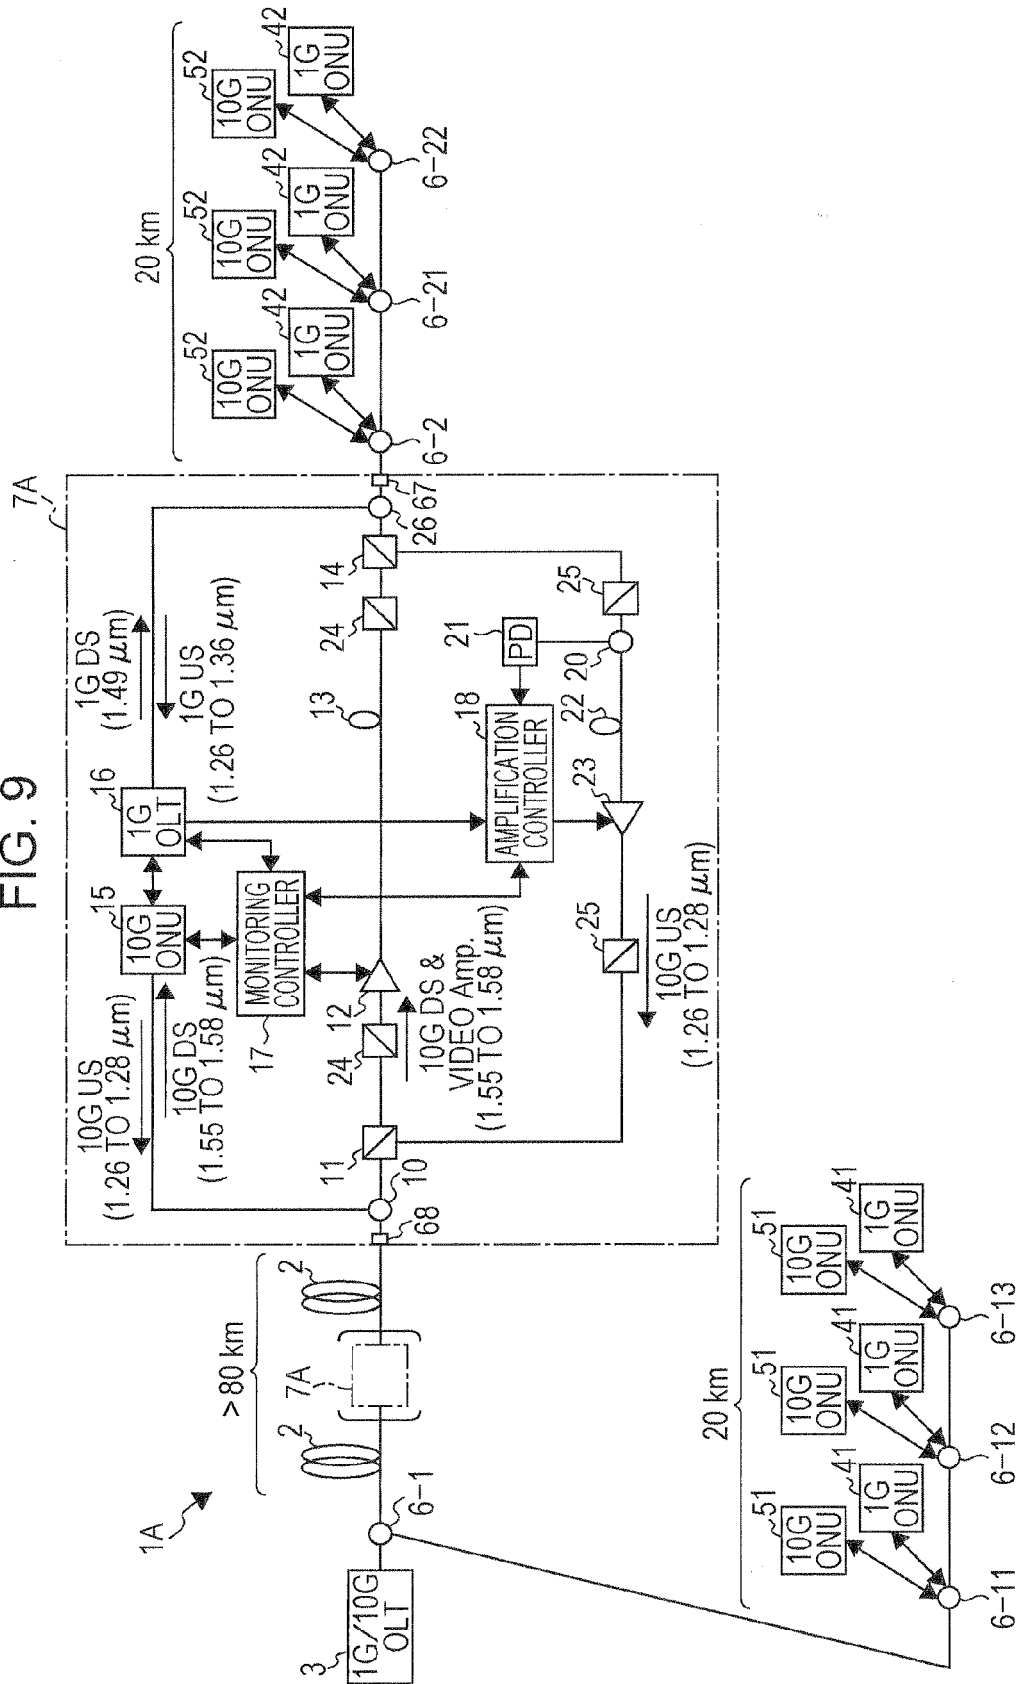 FIG. 9
1A
3
1G/10G
OLT
6-1
2
7A
2
> 80 km
68
10
11
24
12
13
24
14
26
67
7A
10G US
(1.26 TO 1.28 μm)
10G DS
(1.55 TO 1.58 μm)
15
10G
ONU
16
1G
OLT
1G DS
(1.49 μm)
1G US
(1.26 TO 1.36 μm)
17
MONITORING
CONTROLLER
10G DS &
VIDEO Amp.
(1.55 TO 1.58 μm)
18
AMPLIFICATION
CONTROLLER
21
PD
20
25
22
23
25
10G US
(1.26 TO 1.28 μm)
20 km
52
10G
ONU
42
1G
ONU
52
10G
ONU
42
1G
ONU
52
10G
ONU
42
1G
ONU
6-2
6-21
6-22
20 km
51
10G
ONU
41
1G
ONU
51
10G
ONU
41
1G
ONU
51
10G
ONU
41
1G
ONU
6-11
6-12
6-13